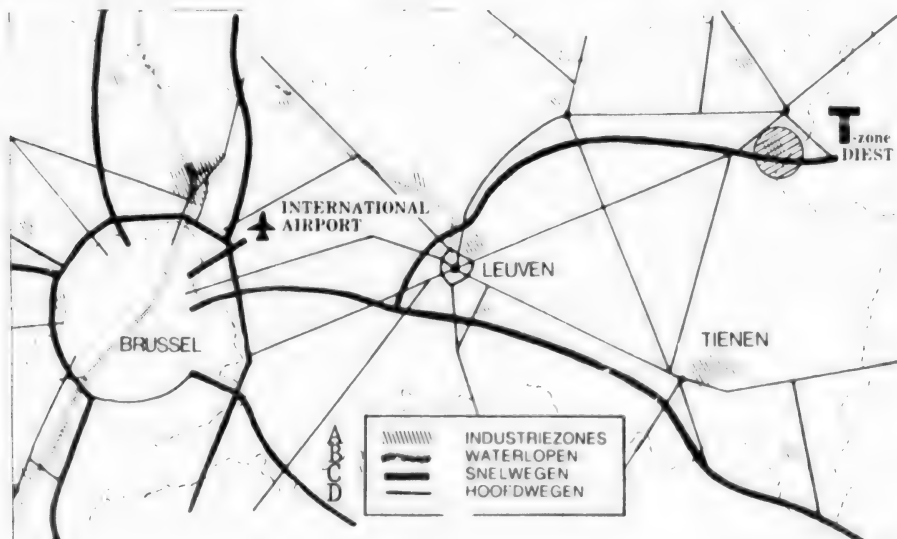 T-zone
DIEST
INTERNATIONAL
AIRPORT
LEUVEN
BRUSSEL
TIENEN
A INDUSTRIEZONES
B WATERLOPEN
C SNELWEGEN
D HOOFDWEGEN